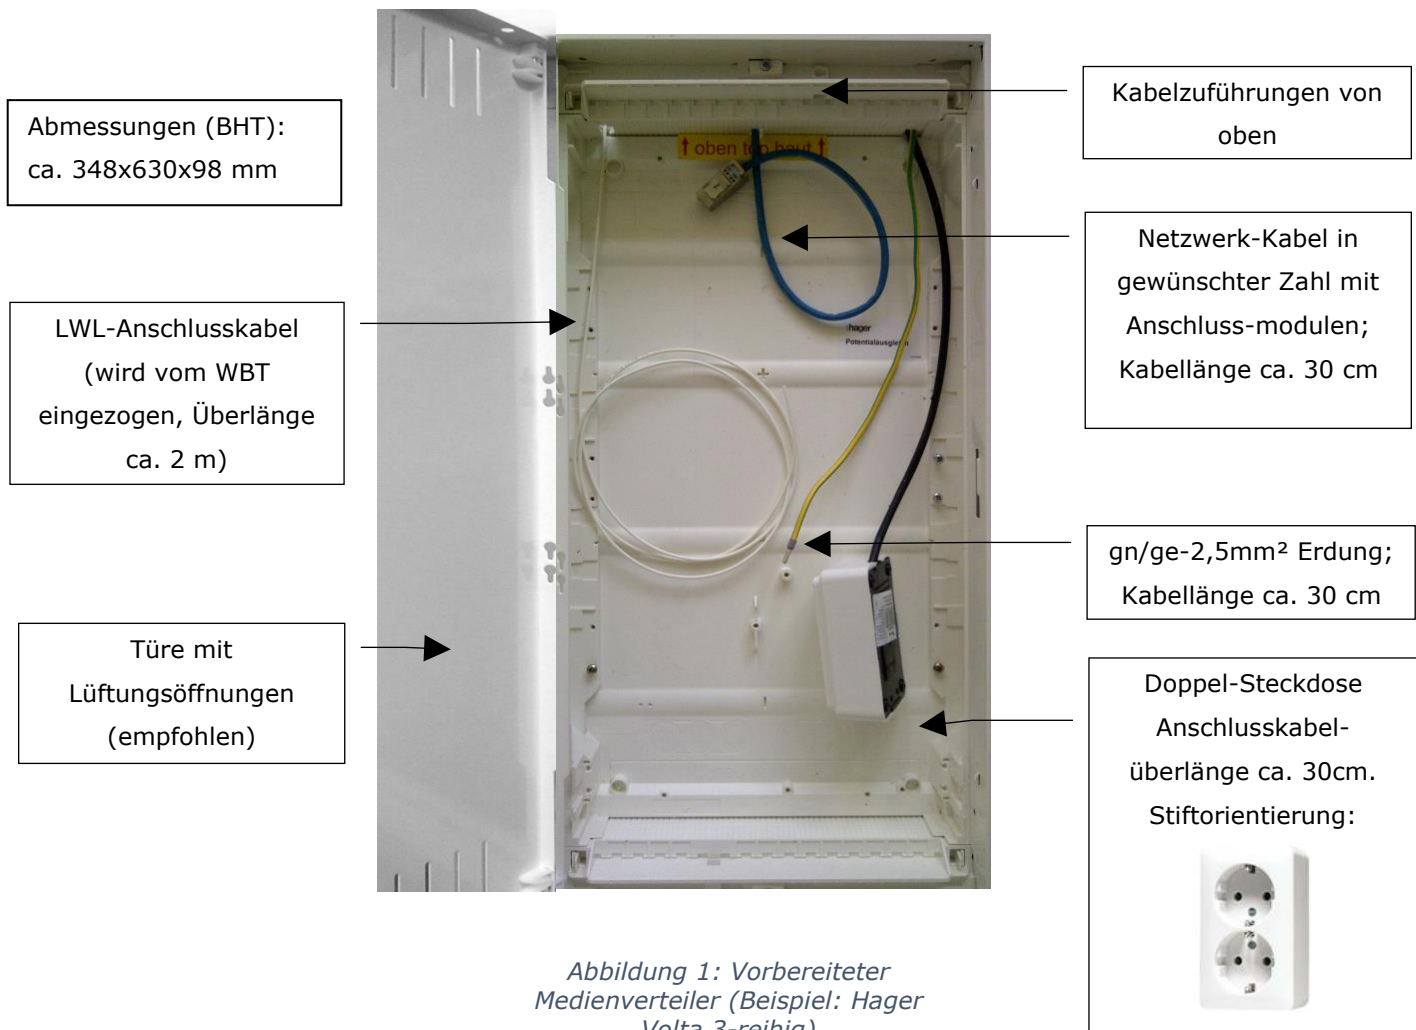 Abmessungen (BHT):
ca. 348x630x98 mm
LWL-Anschlusskabel
(wird vom WBT
eingezogen, Überlänge
ca. 2 m)
Türe mit
Lüftungsöffnungen
(empfohlen)
oben top haut
hager
Potentialausgleich
Kabelzuführungen von
oben
Netzwerk-Kabel in
gewünschter Zahl mit
Anschluss-modulen;
Kabellänge ca. 30 cm
gn/ge-2,5mm² Erdung;
Kabellänge ca. 30 cm
Doppel-Steckdose
Anschlusskabel-
überlänge ca. 30cm.
Stiftorientierung:
Abbildung 1: Vorbereiteter
Medienverteiler (Beispiel: Hager
Volta 3-reihig)